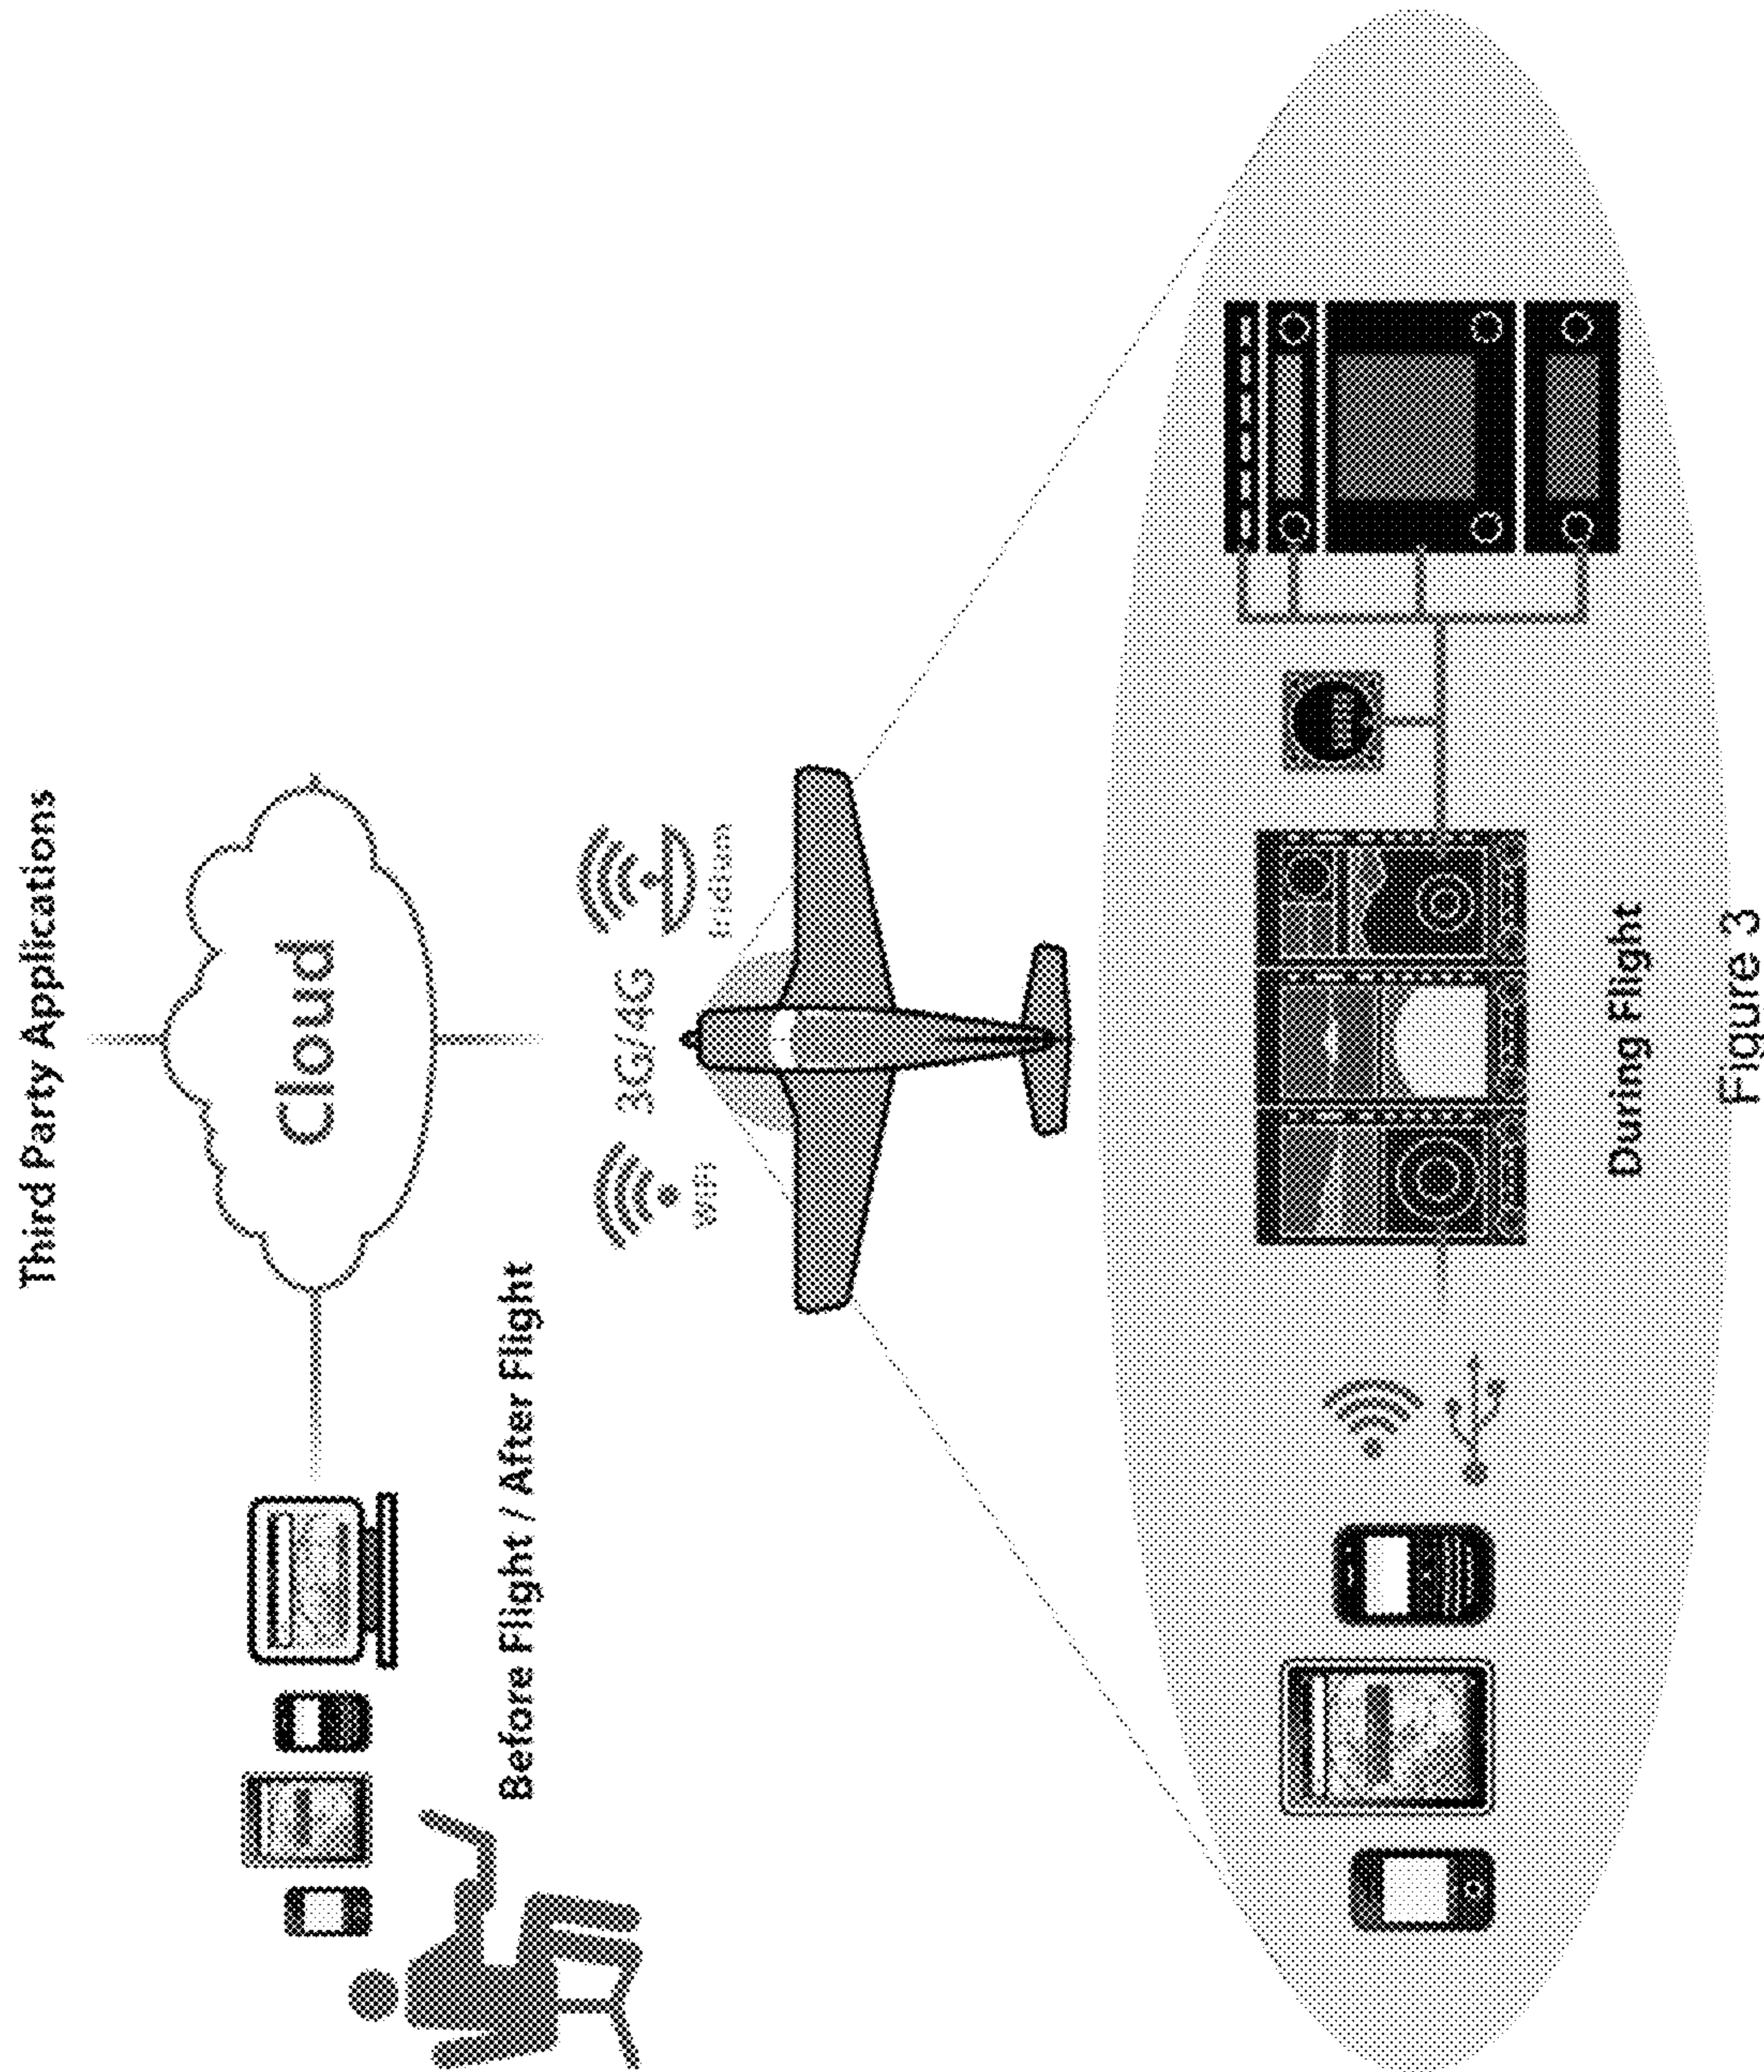 Third Party Applications
Cloud
Before Flight / After Flight
WiFi
3G/4G
Iridium
During Flight
Figure 3